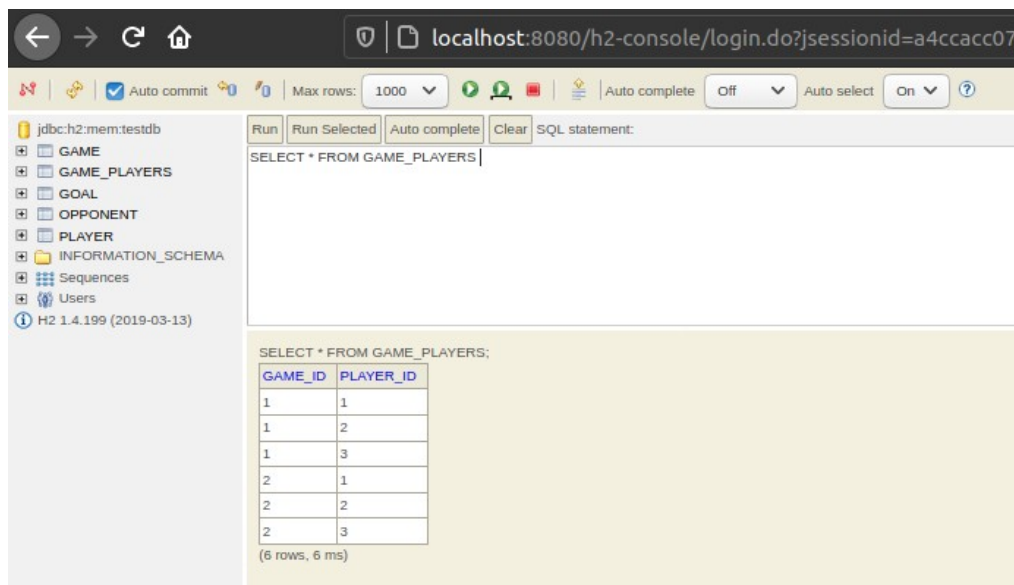 localhost:8080/h2-console/login.do?jsessionid=a4ccacc07
Auto commit Max rows: 1000 Auto complete Off Auto select On
jdbc:h2:mem:testdb
GAME
GAME_PLAYERS
GOAL
OPPONENT
PLAYER
INFORMATION_SCHEMA
Sequences
Users
H2 1.4.199 (2019-03-13)
Run Run Selected Auto complete Clear SQL statement:
SELECT * FROM GAME_PLAYERS
SELECT * FROM GAME_PLAYERS;
GAME_ID PLAYER_ID
1 1
1 2
1 3
2 1
2 2
2 3
(6 rows, 6 ms)